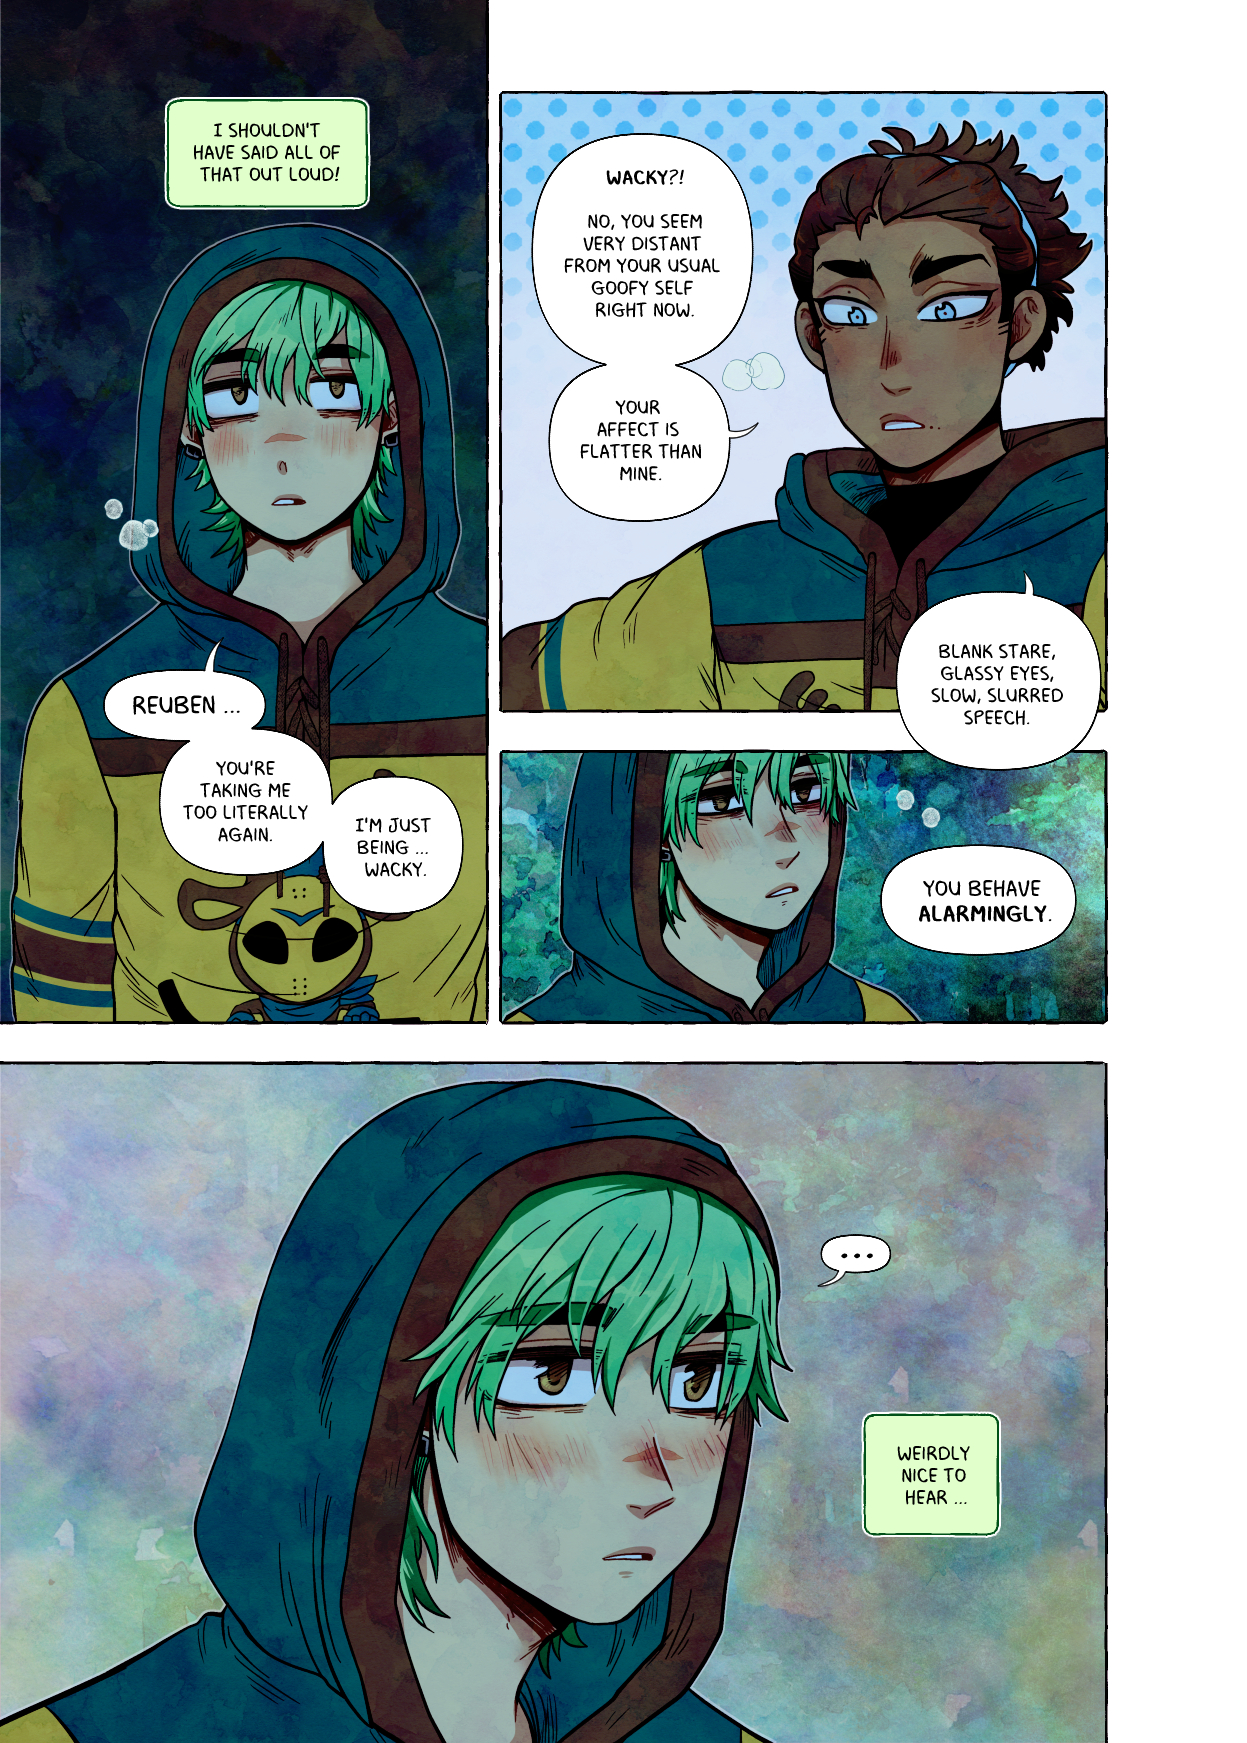 I SHOULDN'T
HAVE SAID ALL OF
THAT OUT LOUD!
REUBEN ...
YOU'RE
TAKING ME
TOO LITERALLY
AGAIN.
I'M JUST
BEING ...
WACKY.
WACKY?!
NO, YOU SEEM
VERY DISTANT
FROM YOUR USUAL
GOOFY SELF
RIGHT NOW.
YOUR
AFFECT IS
FLATTER THAN
MINE.
BLANK STARE,
GLASSY EYES,
SLOW, SLURRED
SPEECH.
YOU BEHAVE
ALARMINGLY.
...
WEIRDLY
NICE TO
HEAR ...